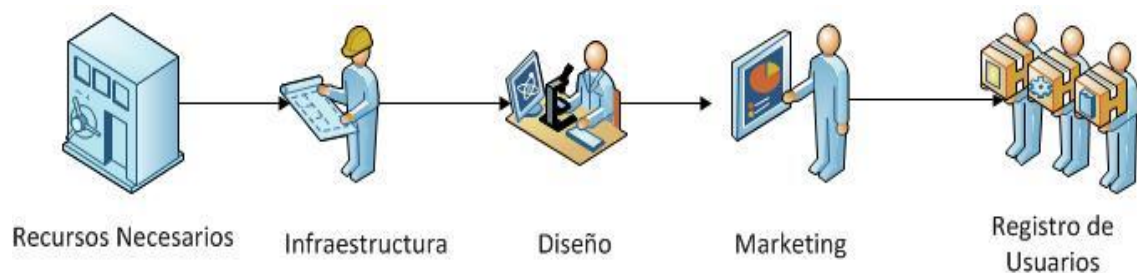 Recursos Necesarios
Infraestructura
Diseño
Marketing
Registro de
Usuarios